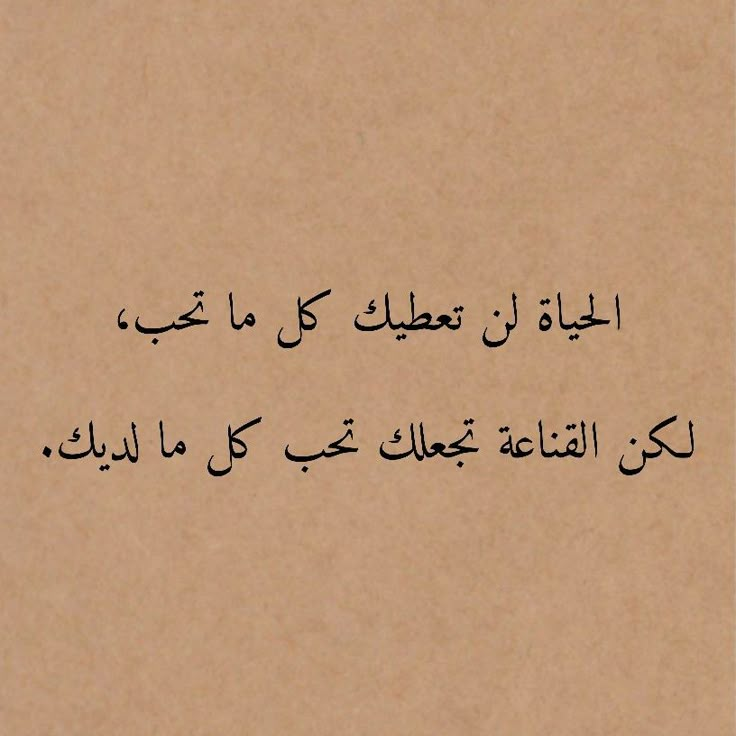 الحياة لن تعطيك كل ما تحب،
لكن القناعة تجعلك تحب كل ما لديك.